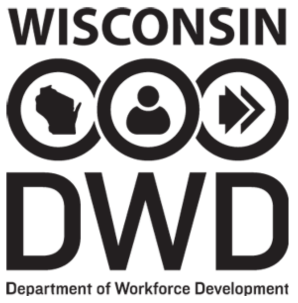 WISCONSIN
DWD
Department of Workforce Development